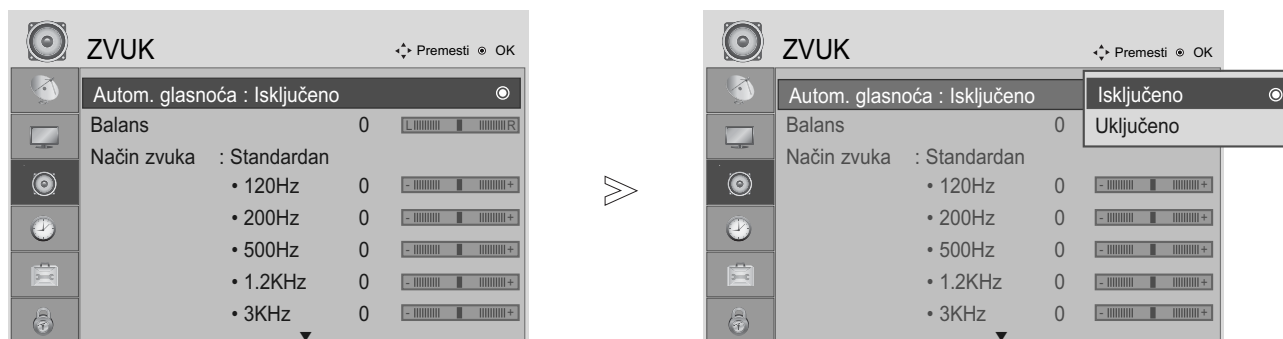 ZVUK
Premesti OK
Autom. glasnoća : Isključeno
Balans 0 L R
Način zvuka : Standardan
• 120Hz 0 - +
• 200Hz 0 - +
• 500Hz 0 - +
• 1.2KHz 0 - +
• 3KHz 0 - +
ZVUK
Premesti OK
Autom. glasnoća : Isključeno
Isključeno
Uključeno
Balans 0
Način zvuka : Standardan
• 120Hz 0 - +
• 200Hz 0 - +
• 500Hz 0 - +
• 1.2KHz 0 - +
• 3KHz 0 - +